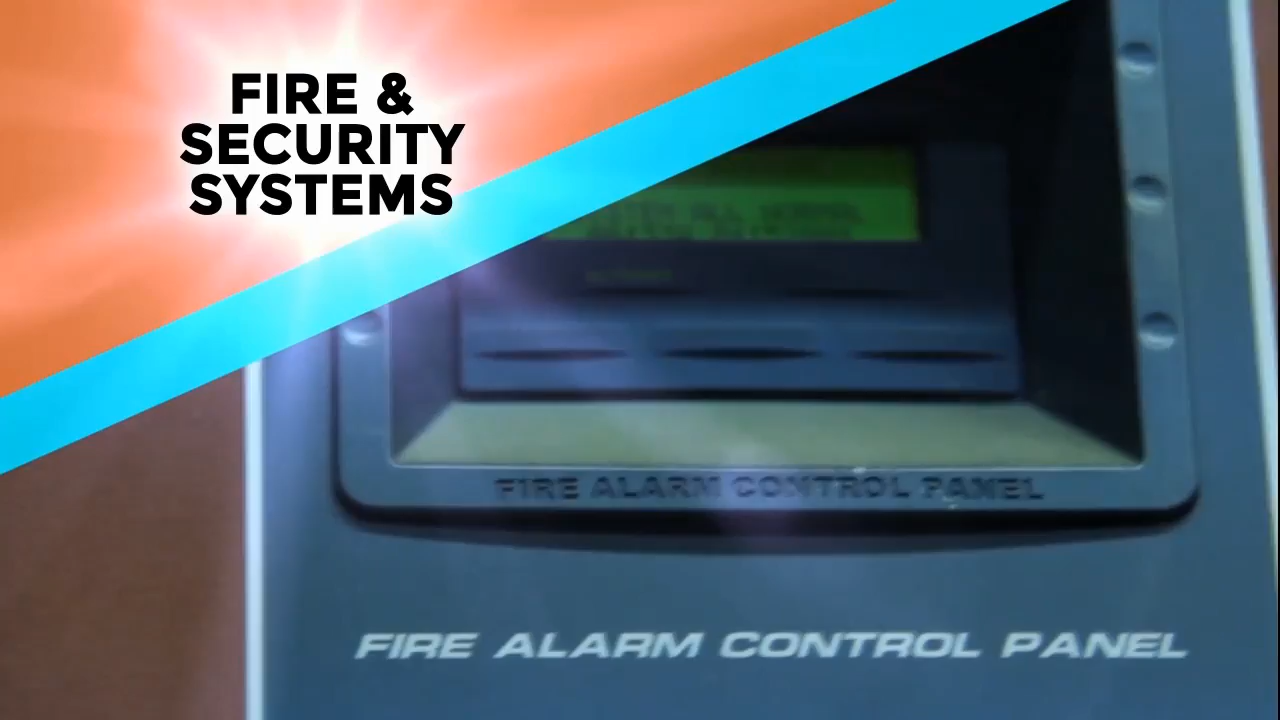 FIRE &
SECURITY
SYSTEMS
FIRE ALARM CONTROL PANEL
FIRE ALARM CONTROL PANEL